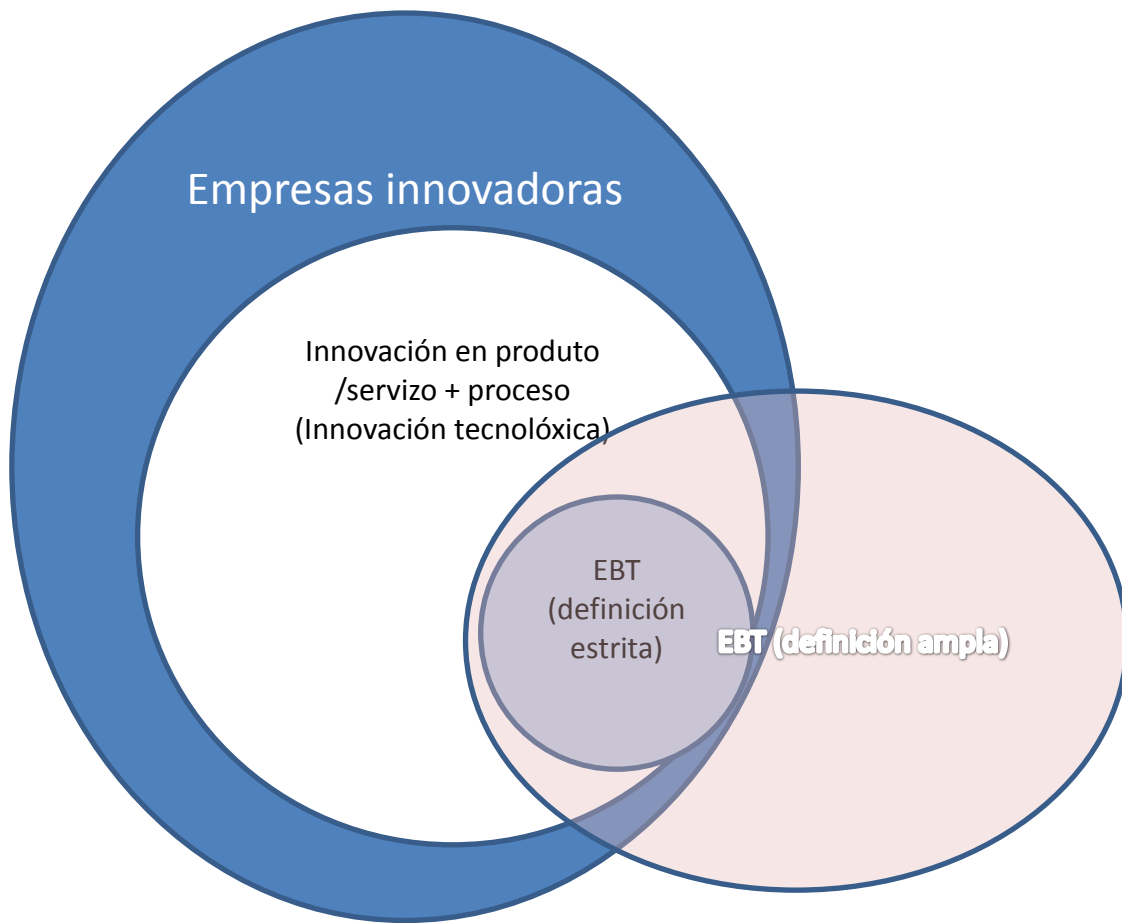 Empresas innovadoras
Innovación en produto
/servizo + proceso
(Innovación tecnolóxica)
EBT
(definición
estrita)
EBT (definición ampla)